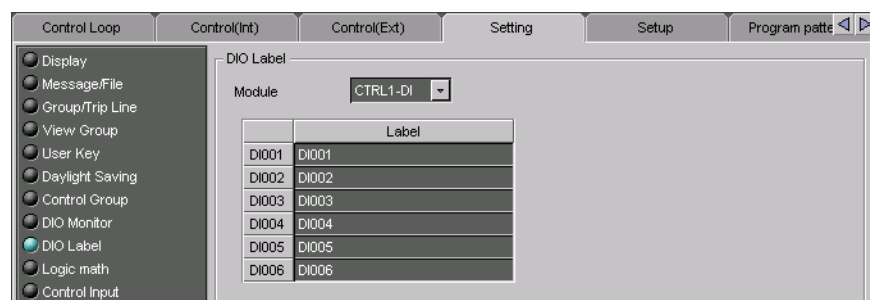 Control Loop Control(Int) Control(Ext) Setting Setup Program patte
Display
Message/File
Group/Trip Line
View Group
User Key
Daylight Saving
Control Group
DIO Monitor
DIO Label
Logic math
Control Input
DIO Label
Module CTRL1-DI
Label
DI001 DI001
DI002 DI002
DI003 DI003
DI004 DI004
DI005 DI005
DI006 DI006